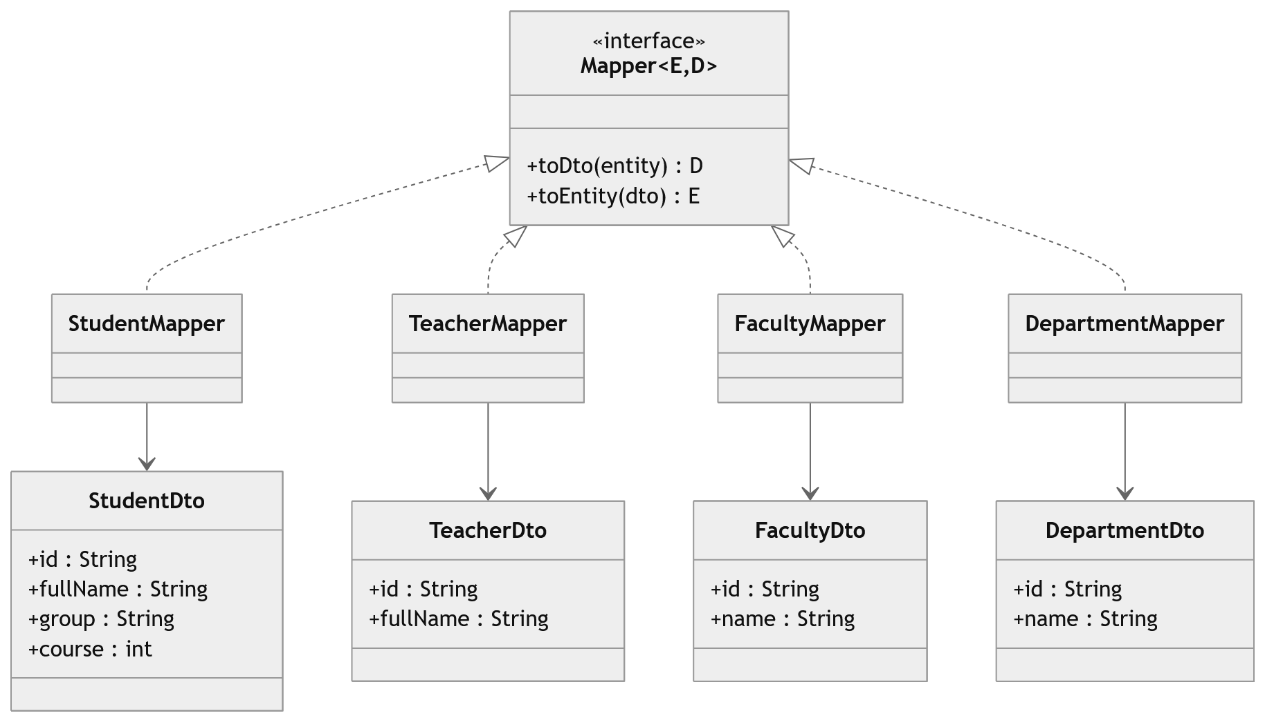 «interface»
Mapper<E,D>
+toDto(entity) : D
+toEntity(dto) : E
StudentMapper
TeacherMapper
FacultyMapper
DepartmentMapper
StudentDto
+id : String
+fullName : String
+group : String
+course : int
TeacherDto
+id : String
+fullName : String
FacultyDto
+id : String
+name : String
DepartmentDto
+id : String
+name : String